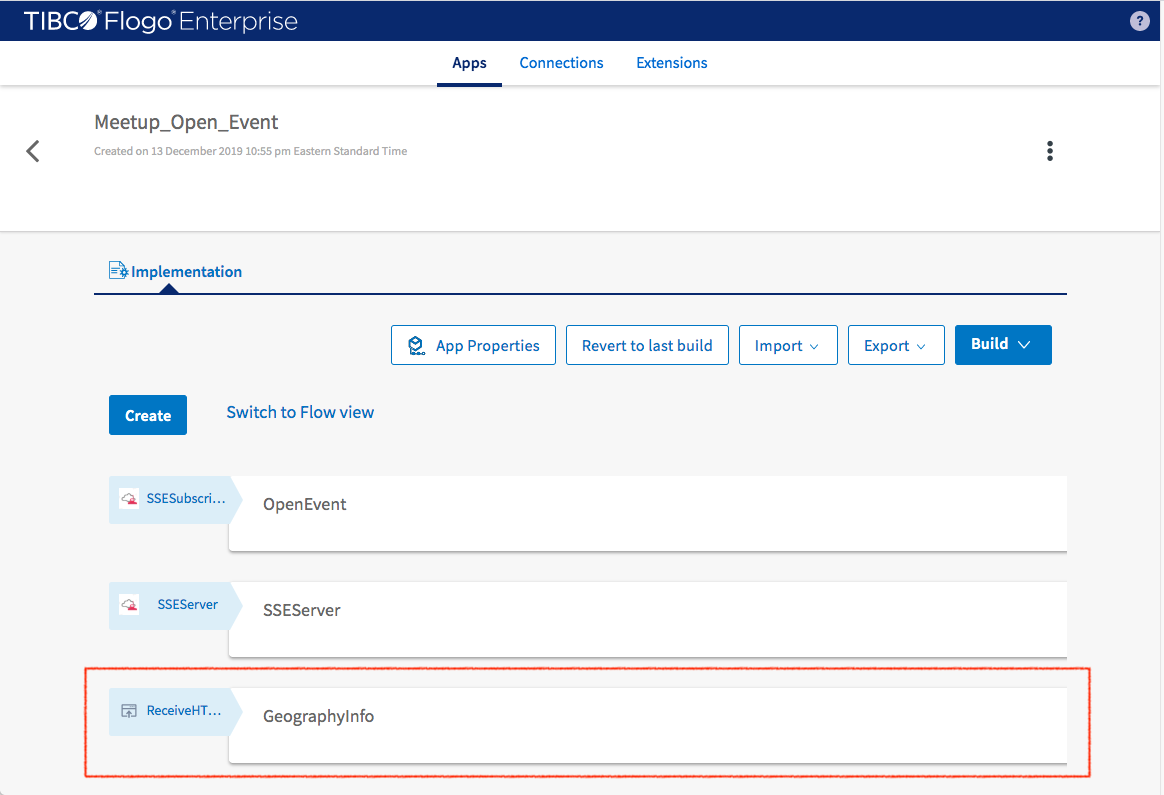 TIBCO® Flogo® Enterprise
?
Apps Connections Extensions
Meetup_Open_Event
Created on 13 December 2019 10:55 pm Eastern Standard Time
Implementation
App Properties Revert to last build Import Export Build
Create Switch to Flow view
SSESubscri... OpenEvent
SSEServer SSEServer
ReceiveHT... GeographyInfo